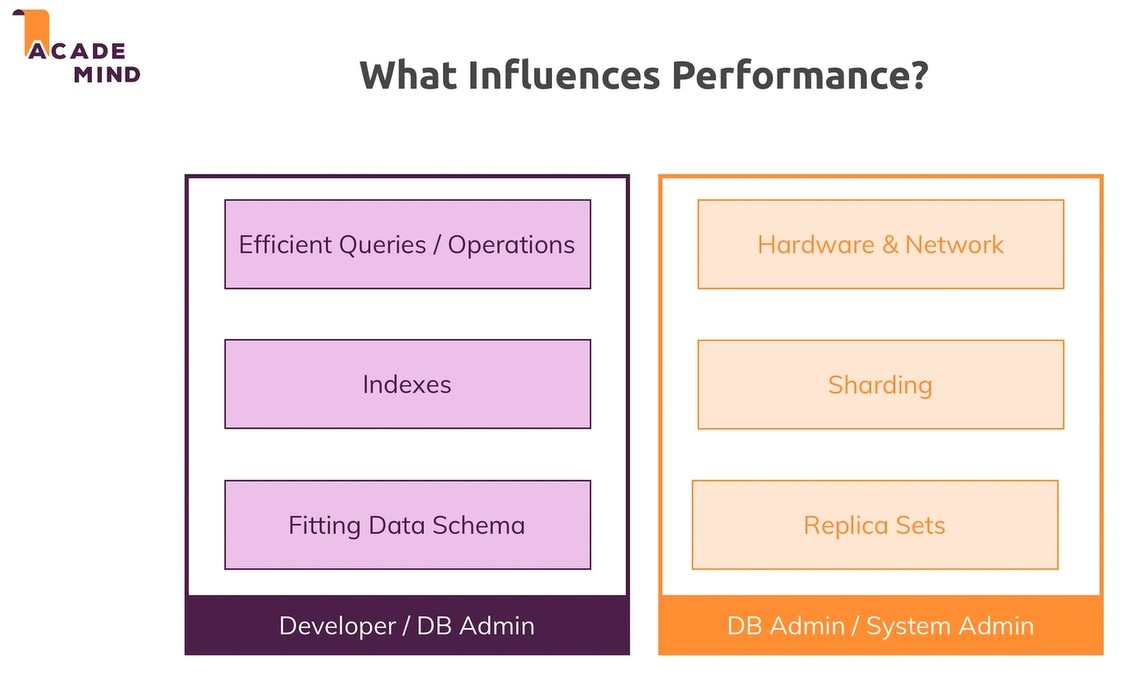 ACADE
MIND
What Influences Performance?
Efficient Queries / Operations
Indexes
Fitting Data Schema
Developer / DB Admin
Hardware & Network
Sharding
Replica Sets
DB Admin / System Admin